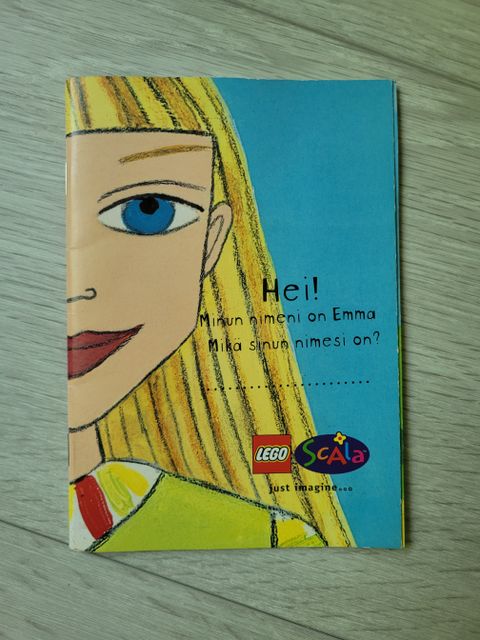 Hei!
Minun nimeni on Emma
Mikä sinun nimesi on?
LEGO SCALA
just imagine...